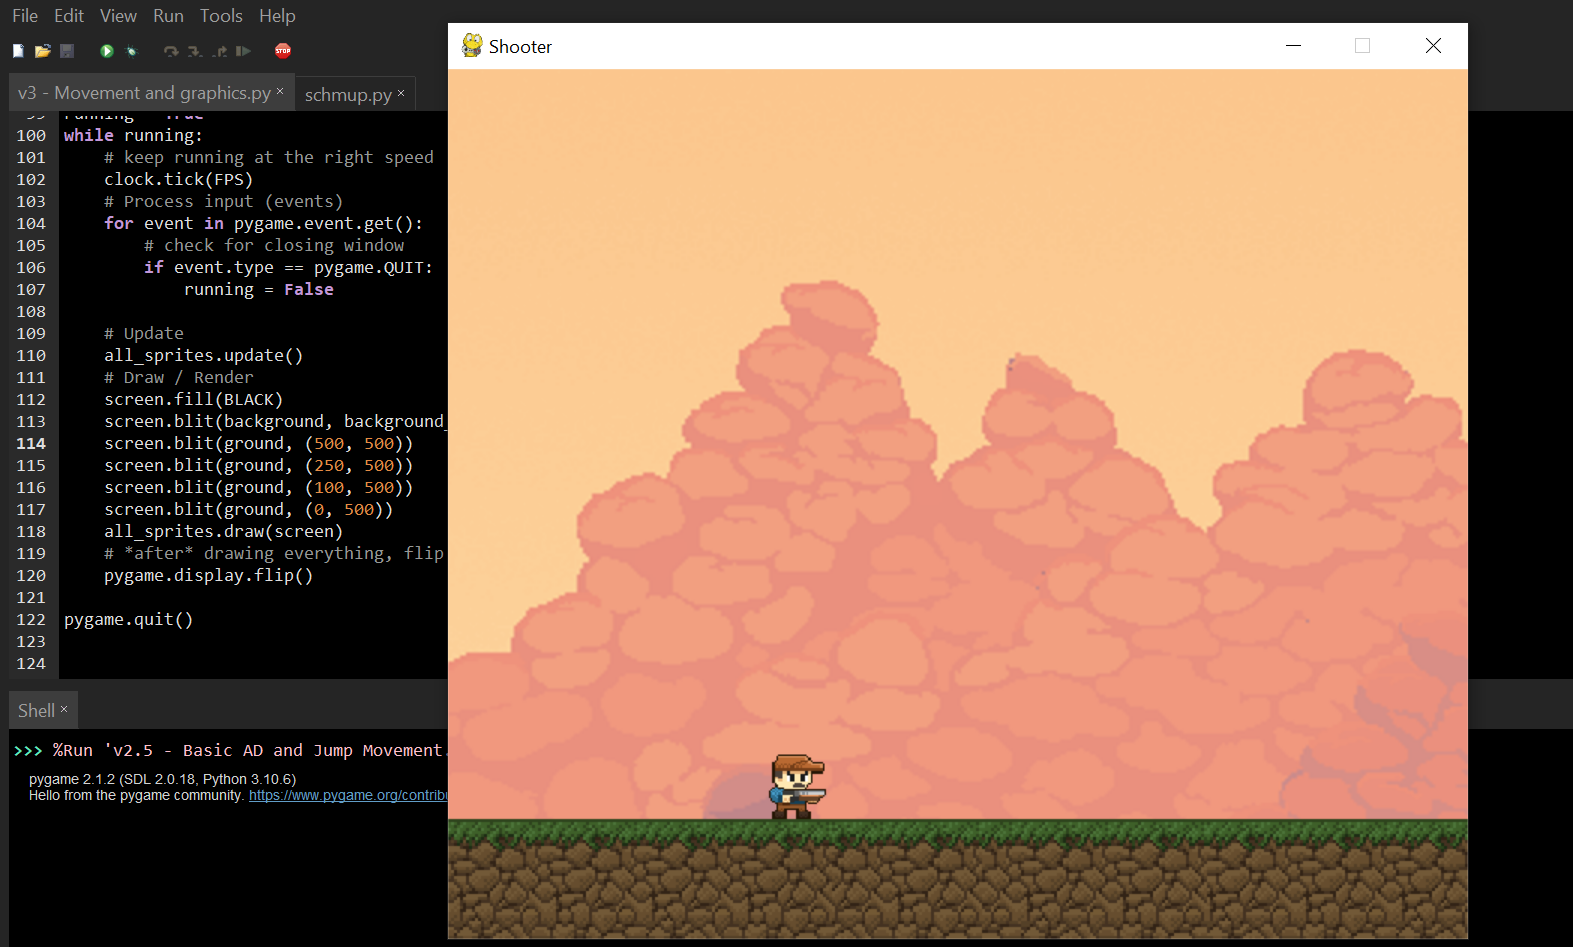 File Edit View Run Tools Help
STOP
Shooter
v3 - Movement and graphics.py ×
schmup.py ×
100 while running:
101     # keep running at the right speed
102     clock.tick(FPS)
103     # Process input (events)
104     for event in pygame.event.get():
105         # check for closing window
106         if event.type == pygame.QUIT:
107             running = False
108
109     # Update
110     all_sprites.update()
111     # Draw / Render
112     screen.fill(BLACK)
113     screen.blit(background, background_
114     screen.blit(ground, (500, 500))
115     screen.blit(ground, (250, 500))
116     screen.blit(ground, (100, 500))
117     screen.blit(ground, (0, 500))
118     all_sprites.draw(screen)
119     # *after* drawing everything, flip
120     pygame.display.flip()
121
122 pygame.quit()
123
124
Shell ×
>>> %Run 'v2.5 - Basic AD and Jump Movement.
pygame 2.1.2 (SDL 2.0.18, Python 3.10.6)
Hello from the pygame community. https://www.pygame.org/contribu